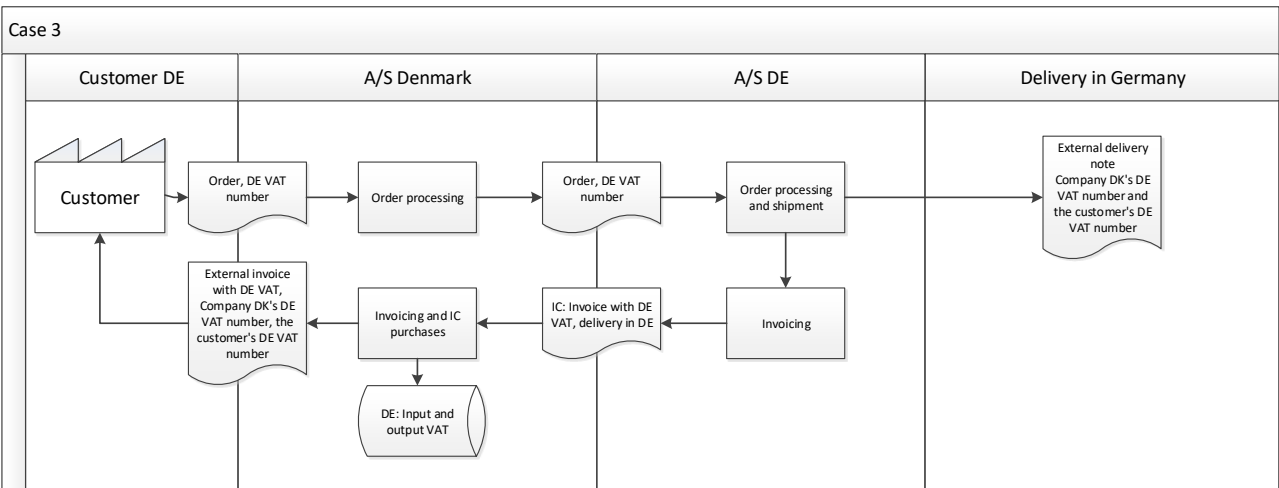 Case 3
Customer DE
A/S Denmark
A/S DE
Delivery in Germany
Customer
Order, DE VAT
number
Order processing
Order, DE VAT
number
Order processing
and shipment
External delivery
note
Company DK's DE
VAT number and
the customer's DE
VAT number
External invoice
with DE VAT,
Company DK's DE
VAT number, the
customer's DE VAT
number
Invoicing and IC
purchases
IC: Invoice with DE
VAT, delivery in DE
Invoicing
DE: Input and
output VAT